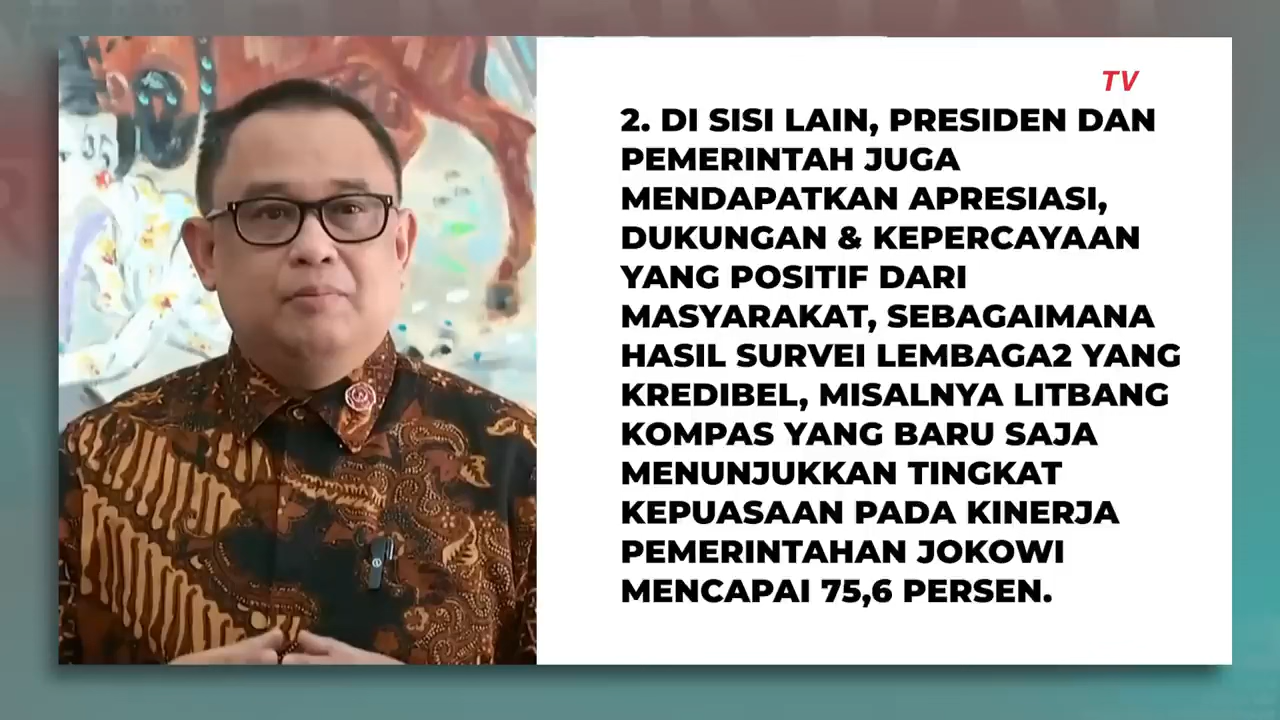 TV
2. DI SISI LAIN, PRESIDEN DAN
PEMERINTAH JUGA
MENDAPATKAN APRESIASI,
DUKUNGAN & KEPERCAYAAN
YANG POSITIF DARI
MASYARAKAT, SEBAGAIMANA
HASIL SURVEI LEMBAGA2 YANG
KREDIBEL, MISALNYA LITBANG
KOMPAS YANG BARU SAJA
MENUNJUKKAN TINGKAT
KEPUASAAN PADA KINERJA
PEMERINTAHAN JOKOWI
MENCAPAI 75,6 PERSEN.